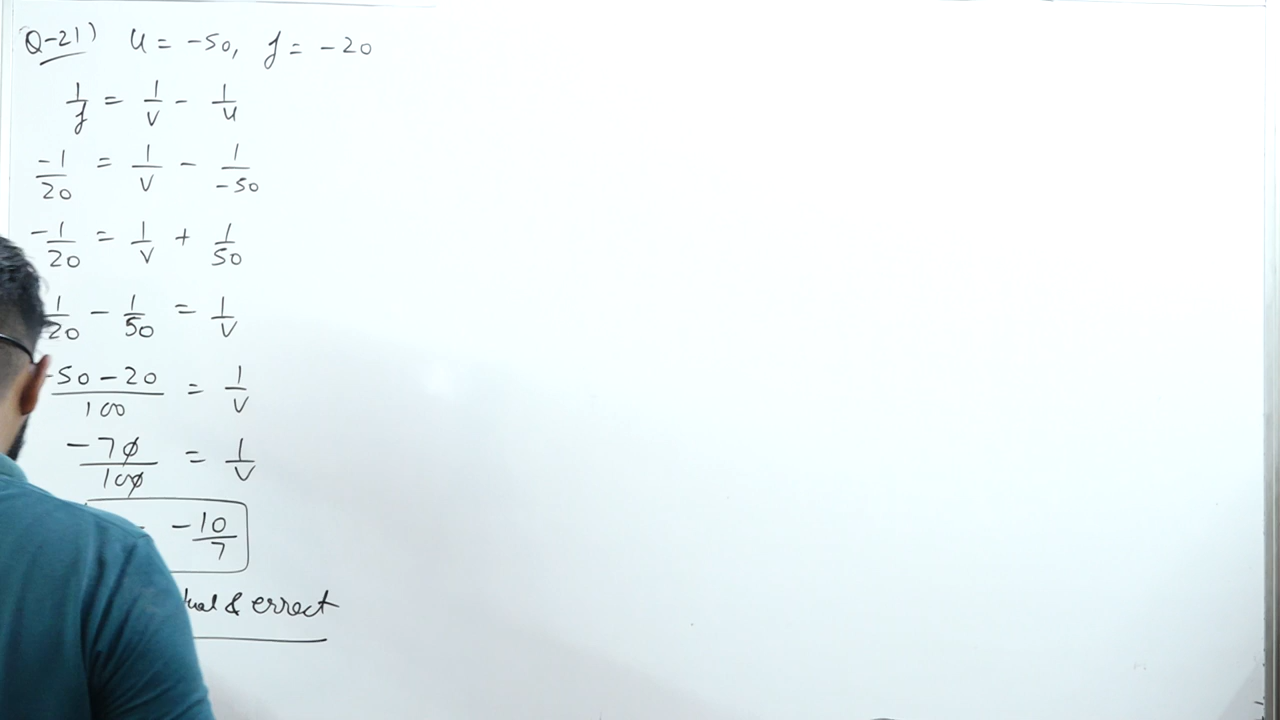 Q-21) u = -50, f = -20
1/f = 1/v - 1/u
-1/20 = 1/v - 1/-50
-1/20 = 1/v + 1/50
1/20 - 1/50 = 1/v
-50-20/100 = 1/v
-70/100 = 1/v
-10/7
& errect